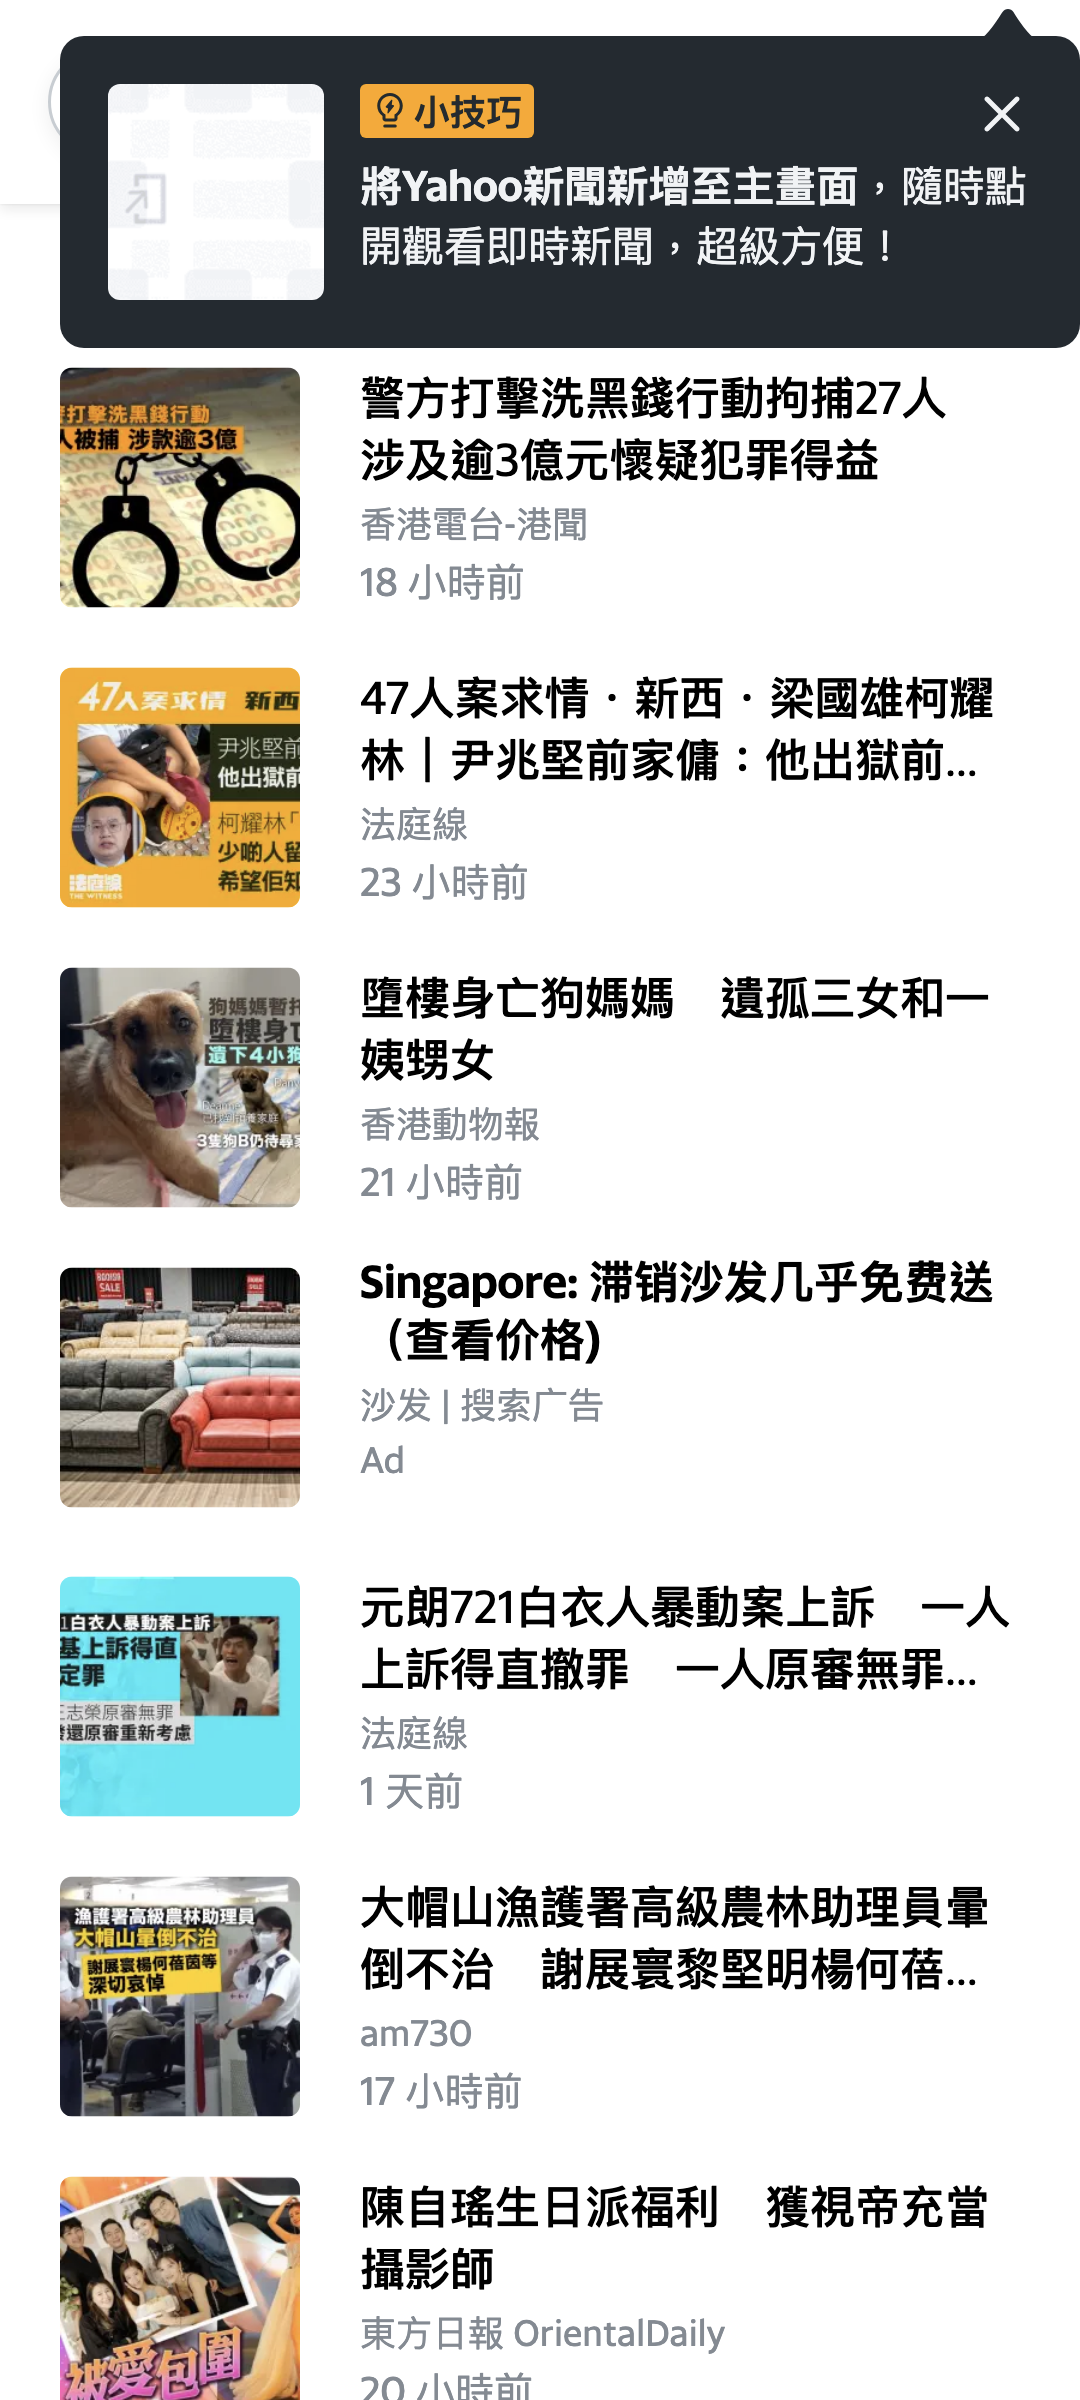 小技巧
將Yahoo新聞新增至主畫面，隨時點
開觀看即時新聞，超級方便！
打擊洗黑錢行動
人被捕 涉款逾3億
警方打擊洗黑錢行動拘捕27人
涉及逾3億元懷疑犯罪得益
香港電台-港聞
18 小時前
47人案求情 新西
尹兆堅前
他出獄前
柯耀林「
少啲人留
希望佢知
法庭線
THE WITNESS
47人案求情．新西．梁國雄柯耀
林｜尹兆堅前家傭：他出獄前...
法庭線
23 小時前
狗媽媽暫托
墮樓身亡
遺下4小狗
3隻狗B仍待尋家
墮樓身亡狗媽媽　遺孤三女和一
姨甥女
香港動物報
21 小時前
SALE
Singapore: 滞销沙发几乎免费送
（查看价格)
沙发 | 搜索广告
Ad
1白衣人暴動案上訴
基上訴得直
定罪
王志榮原審無罪
發還原審重新考慮
元朗721白衣人暴動案上訴　一人
上訴得直撤罪　一人原審無罪...
法庭線
1 天前
漁護署高級農林助理員
大帽山暈倒不治
謝展寰楊何蓓茵等
深切哀悼
大帽山漁護署高級農林助理員暈
倒不治　謝展寰黎堅明楊何蓓...
am730
17 小時前
被愛包圍
陳自瑤生日派福利　獲視帝充當
攝影師
東方日報 OrientalDaily
20 小時前